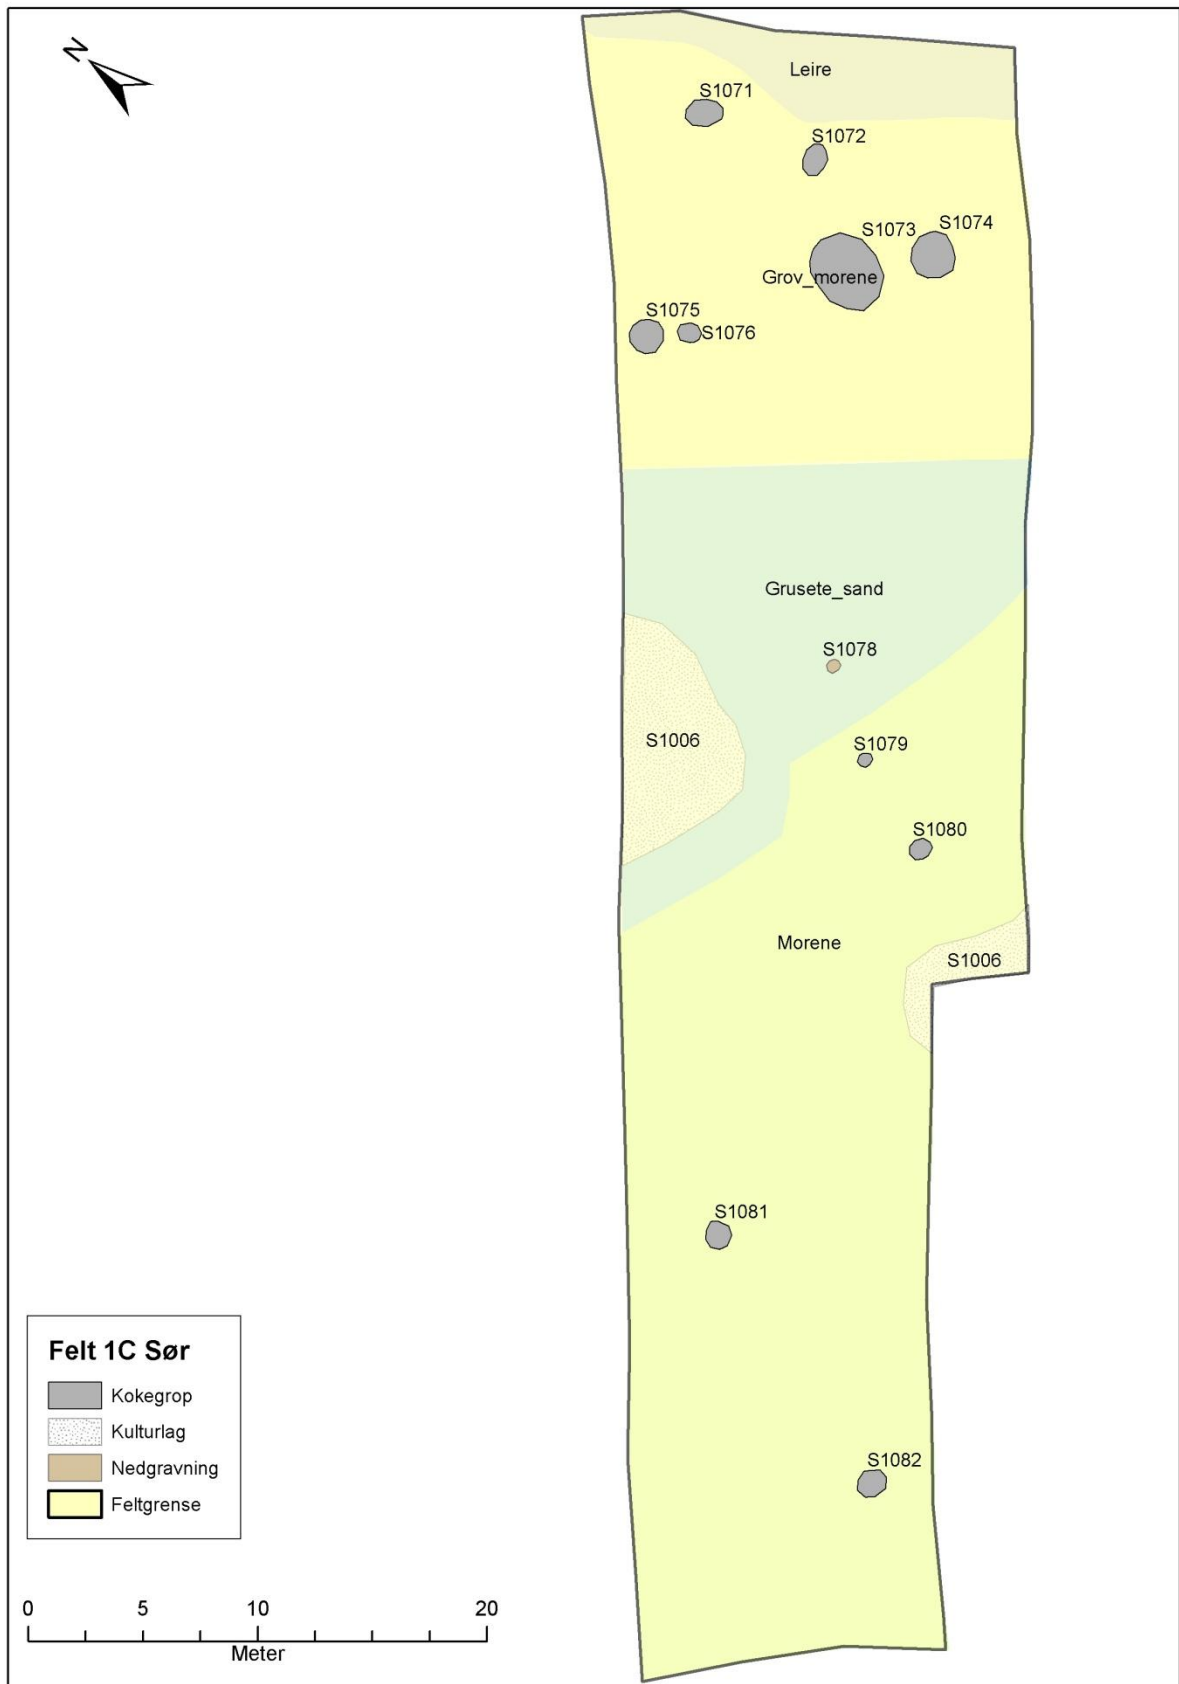 N
Leire
S1071
S1072
S1073
S1074
Grov_morene
S1075
S1076
Grusete_sand
S1078
S1006
S1079
S1080
Morene
S1006
S1081
S1082
Felt 1C Sør
Kokegrop
Kulturlag
Nedgravning
Feltgrense
0 5 10 20
Meter